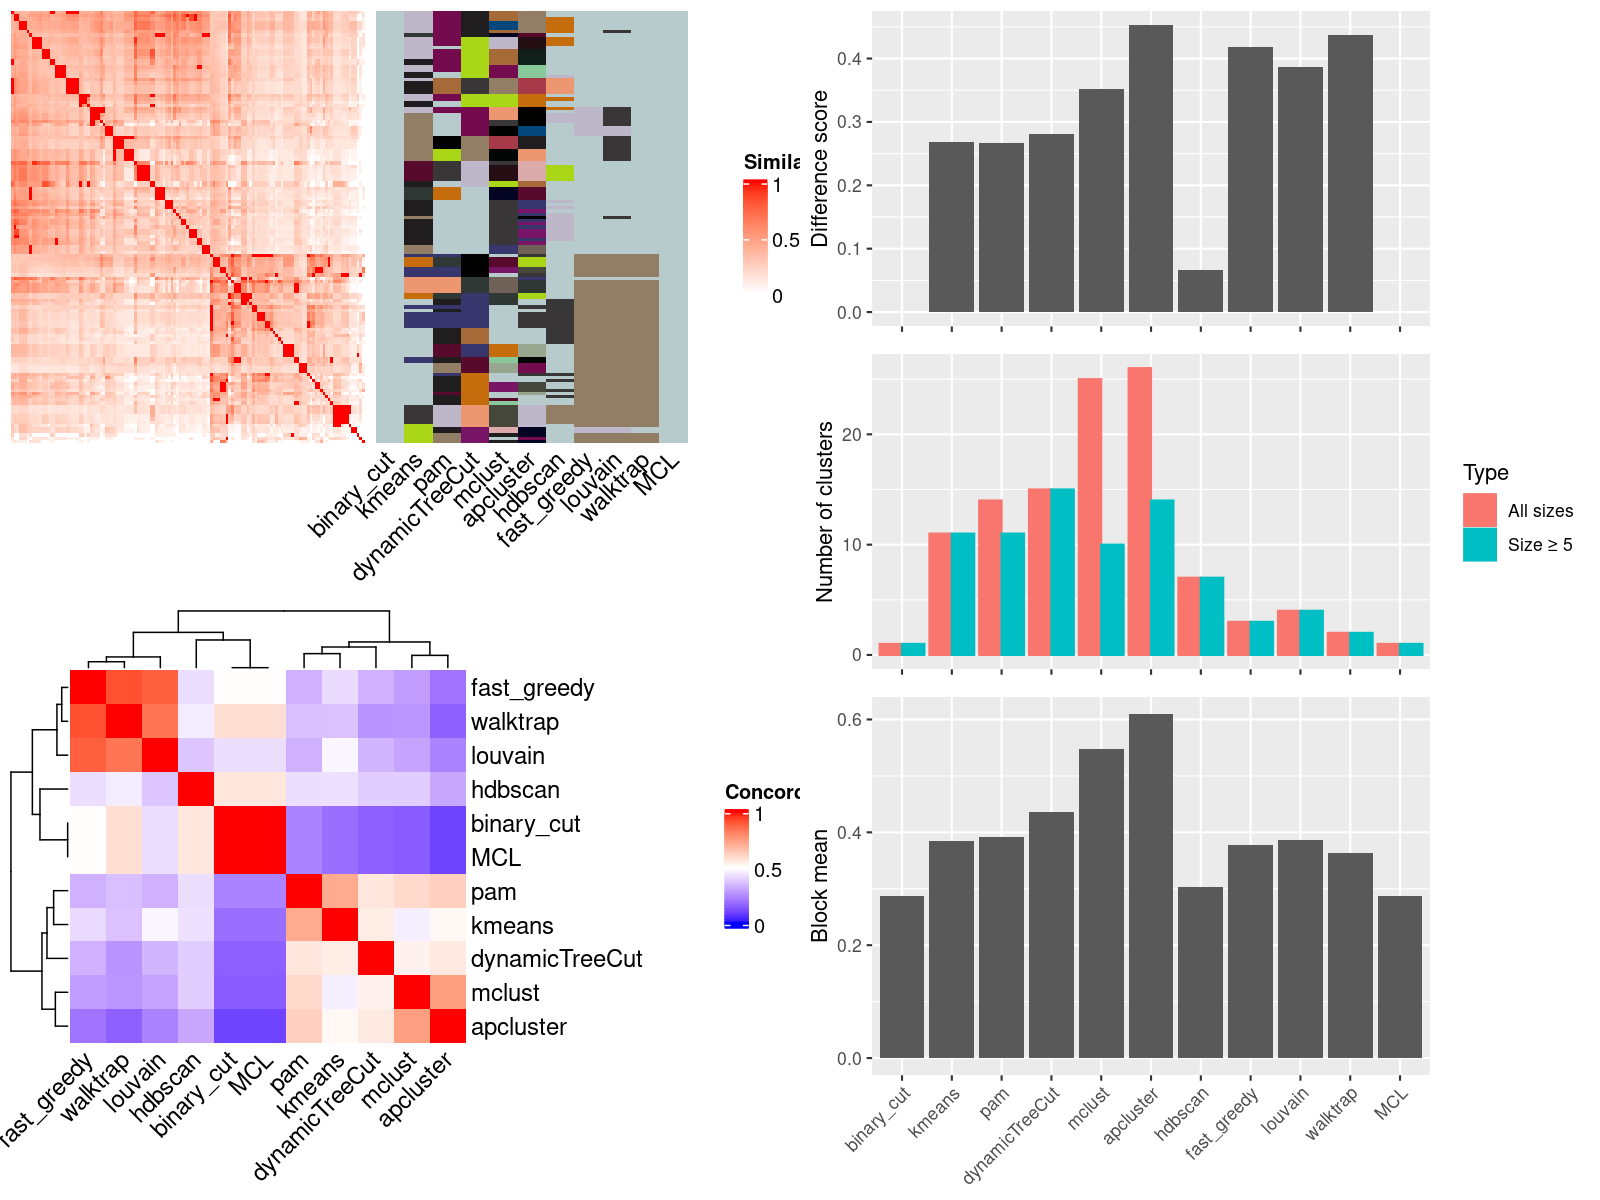 Simila
1
0.5
0
binary_cut
kmeans
pam
dynamicTreeCut
mclust
apcluster
hdbscan
fast_greedy
louvain
walktrap
MCL
fast_greedy
walktrap
louvain
hdbscan
binary_cut
MCL
pam
kmeans
dynamicTreeCut
mclust
apcluster
fast_greedy
walktrap
louvain
hdbscan
binary_cut
MCL
pam
kmeans
dynamicTreeCut
mclust
apcluster
Concord
1
0.5
0
Difference score
0.4
0.3
0.2
0.1
0.0
Number of clusters
20
10
0
Type
All sizes
Size ≥ 5
Block mean
0.6
0.4
0.2
0.0
binary_cut
kmeans
pam
dynamicTreeCut
mclust
apcluster
hdbscan
fast_greedy
louvain
walktrap
MCL